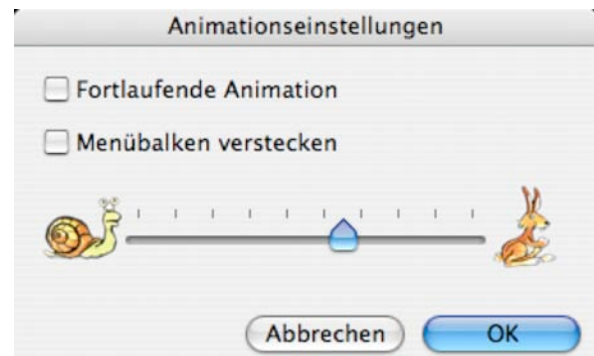 Animationseinstellungen
Fortlaufende Animation
Menübalken verstecken
Abbrechen OK